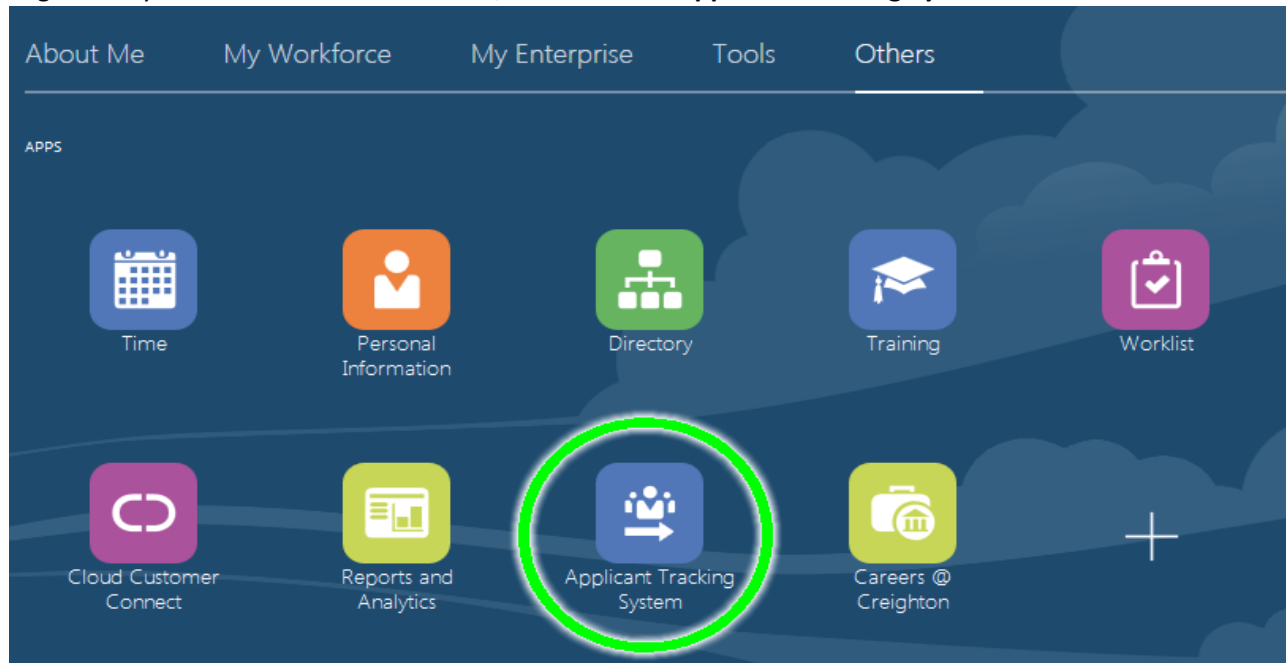 About Me My Workforce My Enterprise Tools Others
APPS
Time Personal Information Directory Training Worklist
Cloud Customer Connect Reports and Analytics Applicant Tracking System Careers @ Creighton